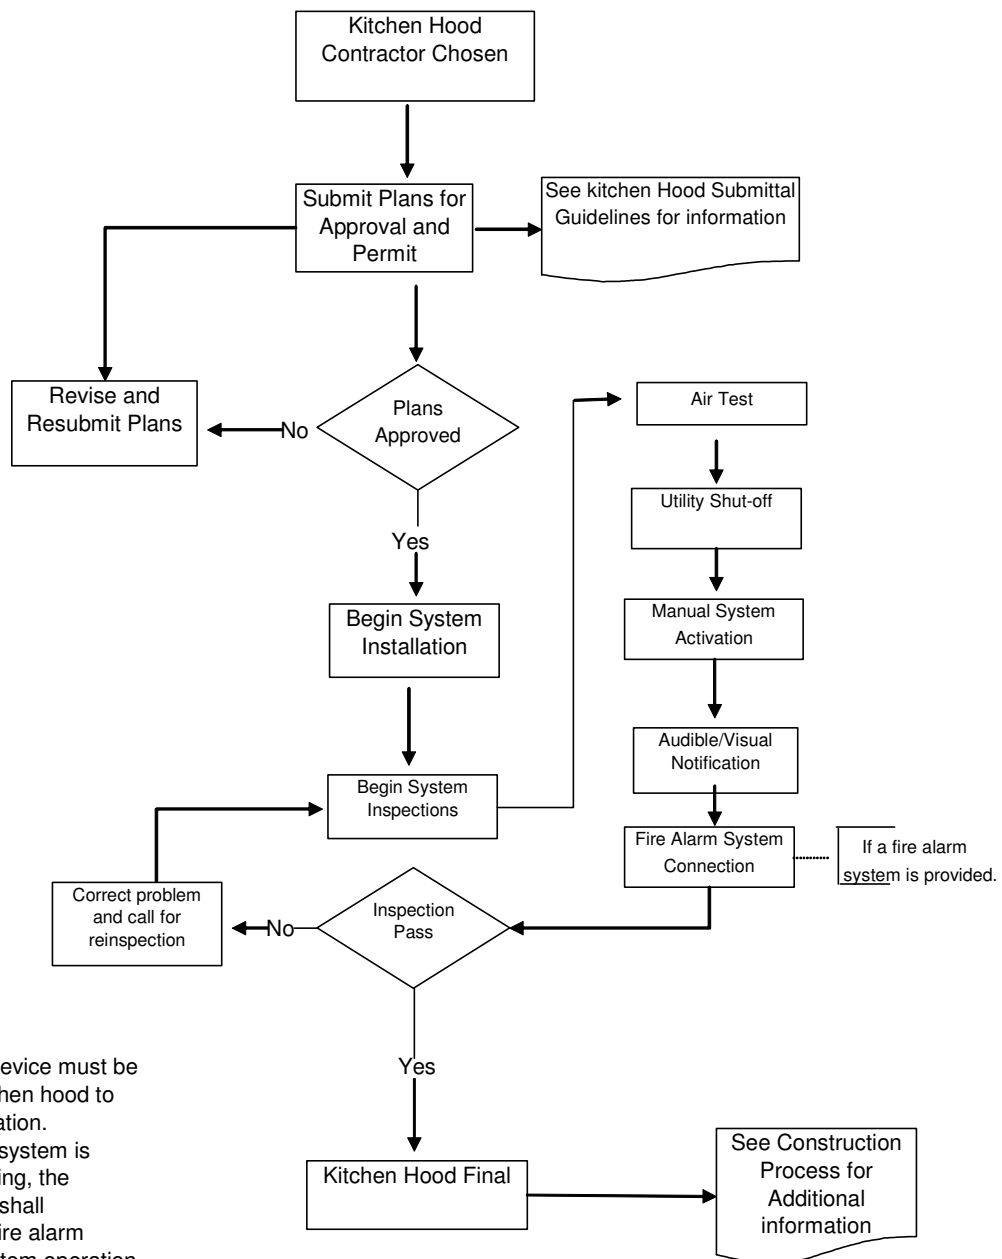 Kitchen Hood
Contractor Chosen
Submit Plans for
Approval and
Permit
See kitchen Hood Submittal
Guidelines for information
Revise and
Resubmit Plans
No
Plans
Approved
Yes
Begin System
Installation
Begin System
Inspections
Air Test
Utility Shut-off
Manual System
Activation
Audible/Visual
Notification
Fire Alarm System
Connection
If a fire alarm
system is provided.
Inspection
Pass
No
Correct problem
and call for
reinspection
Yes
Kitchen Hood Final
See Construction
Process for
Additional
information
evice must be
hen hood to
ation.
system is
ing, the
shall
ire alarm
tem operation